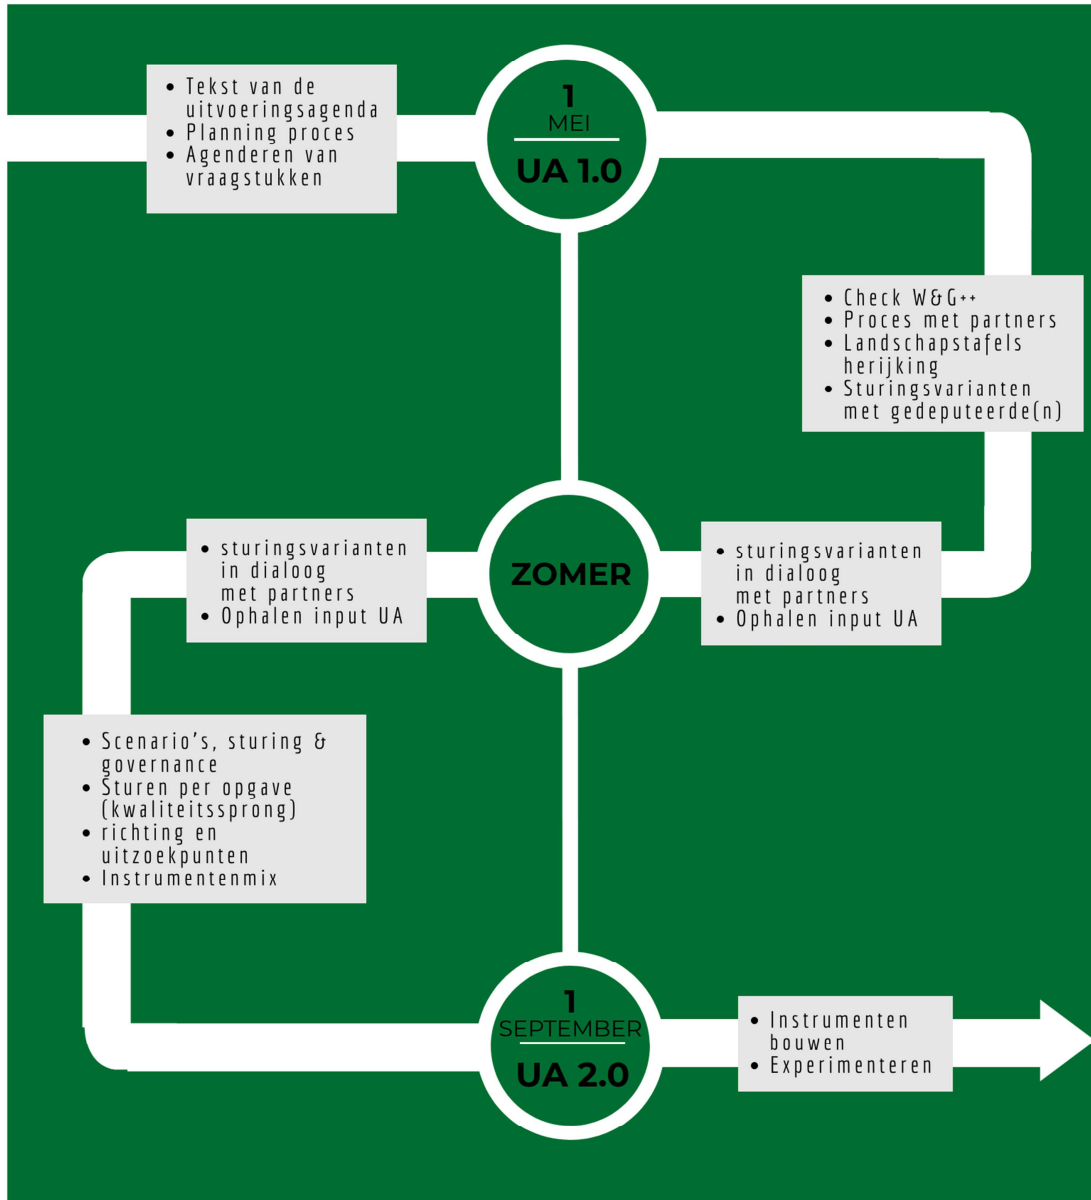 • Tekst van de
uitvoeringsagenda
• Planning proces
• Agenderen van
vraagstukken
1
MEI
UA 1.0
• Check W&G++
• Proces met partners
• Landschapstafels
herijking
• Sturingsvarianten
met gedeputeerde(n)
• sturingsvarianten
in dialoog
met partners
• Ophalen input UA
ZOMER
• sturingsvarianten
in dialoog
met partners
• Ophalen input UA
• Scenario's, sturing &
governance
• Sturen per opgave
(kwaliteitssprong)
• richting en
uitzoekpunten
• Instrumentenmix
1
SEPTEMBER
UA 2.0
• Instrumenten
bouwen
• Experimenteren